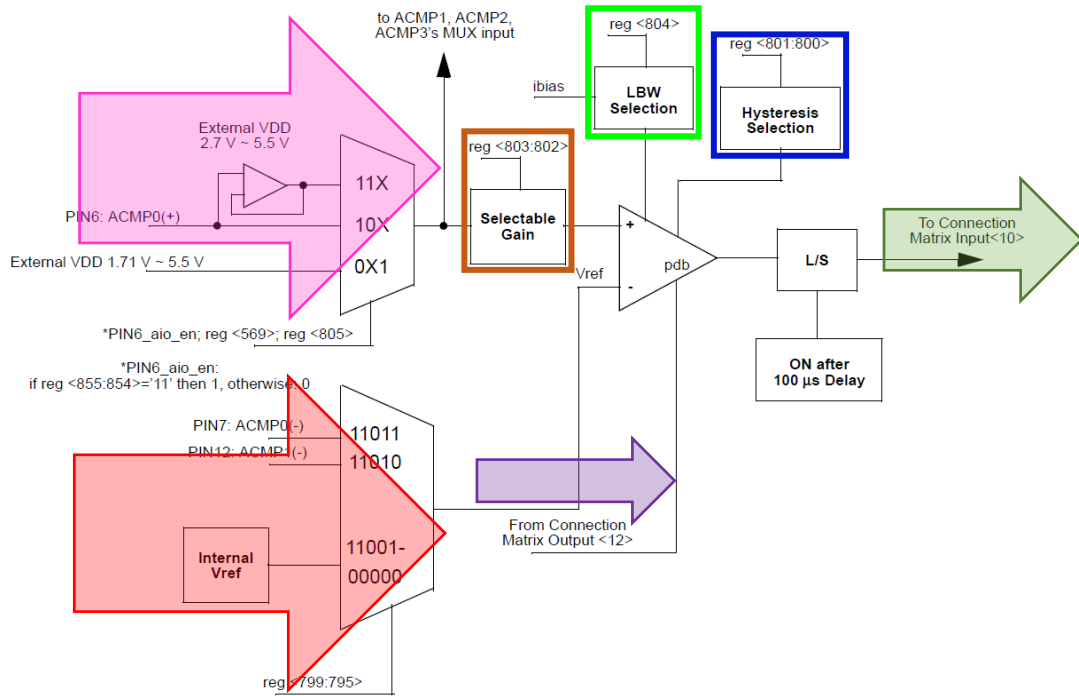 to ACMP1, ACMP2,
ACMP3's MUX input
reg <804>
ibias
LBW
Selection
reg <801:800>
Hysteresis
Selection
External VDD
2.7 V ~ 5.5 V
reg <803:802>
Selectable
Gain
11X
PIN6: ACMP0(+)
10X
External VDD 1.71 V ~ 5.5 V
0X1
+
Vref
-
pdb
L/S
To Connection
Matrix Input<10>
*PIN6_aio_en; reg <569>; reg <805>
*PIN6_aio_en:
if reg <855:854>='11' then 1, otherwise: 0
ON after
100 µs Delay
PIN7: ACMP0(-)
11011
PIN12: ACMP1(-)
11010
From Connection
Matrix Output <12>
Internal
Vref
11001-
00000
reg <799:795>